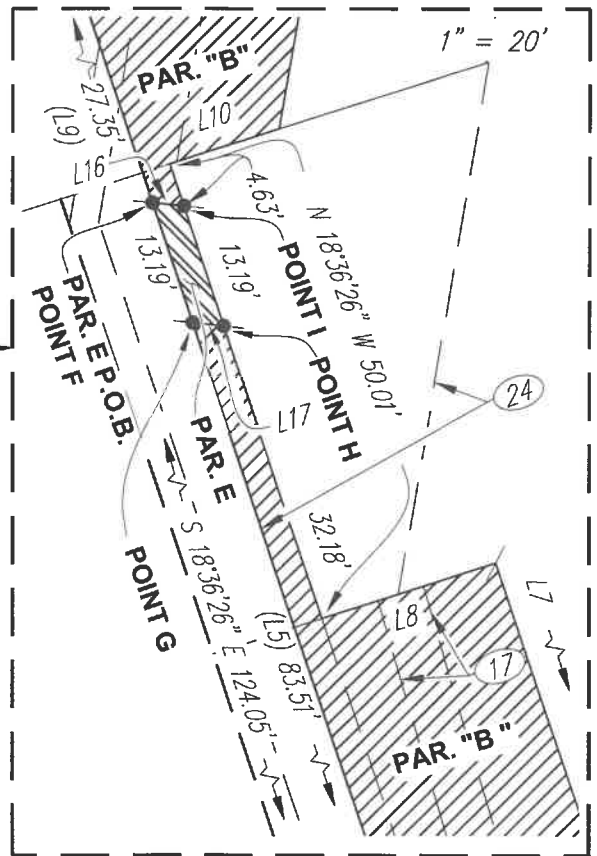 1" = 20'
PAR. "B"
27.35'
(L9)
L10
L16'
4.63'
N 18°36'26" W 50.01'
13.19'
13.19'
POINT I
POINT H
PAR. E P.O.B.
POINT F
PAR. E
L17
24
POINT G
S 18°36'26" E 124.05'
(L5) 83.51'
32.18'
L7
L8
17
PAR. "B"